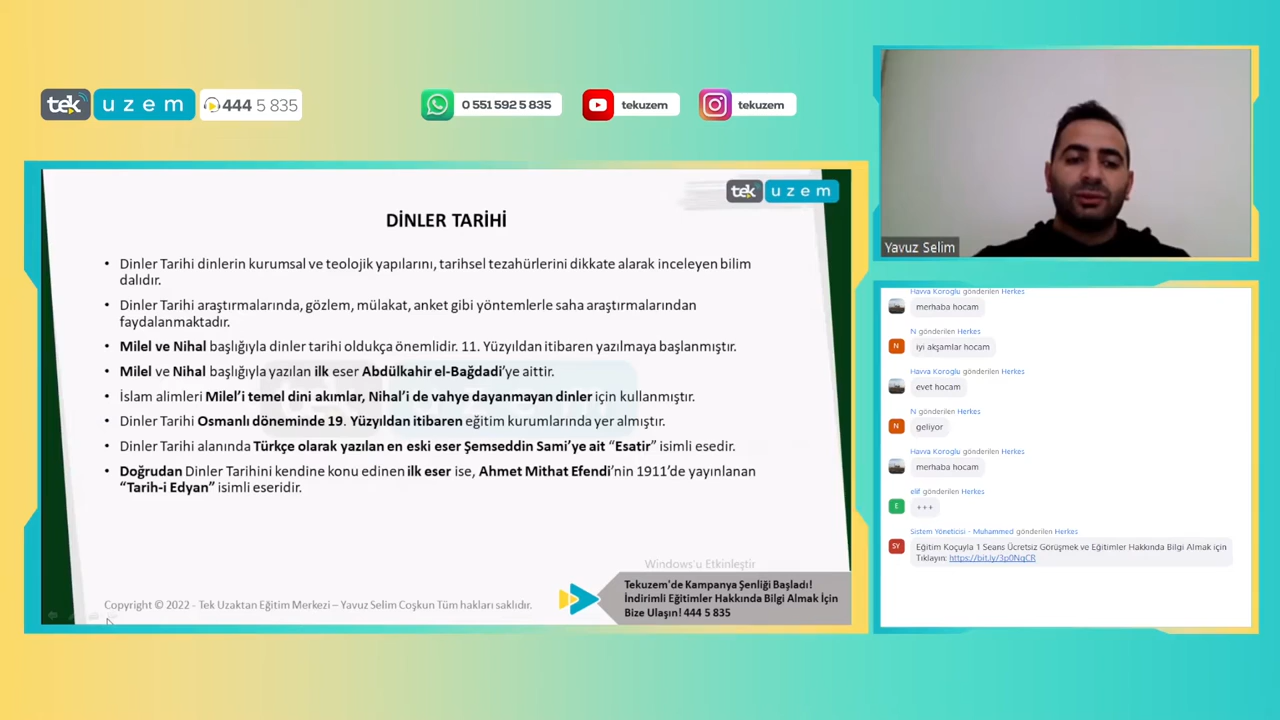 tek uzem 444 5 835
0 551 592 5 835
tekuzem
tekuzem
tek uzem
DİNLER TARİHİ
• Dinler Tarihi dinlerin kurumsal ve teolojik yapılarını, tarihsel tezahürlerini dikkate alarak inceleyen bilim
dalıdır.
• Dinler Tarihi araştırmalarında, gözlem, mülakat, anket gibi yöntemlerle saha araştırmalarından
faydalanmaktadır.
• Milel ve Nihal başlığıyla dinler tarihi oldukça önemlidir. 11. Yüzyıldan itibaren yazılmaya başlanmıştır.
• Milel ve Nihal başlığıyla yazılan ilk eser Abdülkahir el-Bağdadi'ye aittir.
• İslam alimleri Milel'i temel dini akımlar, Nihal'i de vahye dayanmayan dinler için kullanmıştır.
• Dinler Tarihi Osmanlı döneminde 19. Yüzyıldan itibaren eğitim kurumlarında yer almıştır.
• Dinler Tarihi alanında Türkçe olarak yazılan en eski eser Şemseddin Sami'ye ait “Esatir” isimli esedir.
• Doğrudan Dinler Tarihini kendine konu edinen ilk eser ise, Ahmet Mithat Efendi'nin 1911'de yayınlanan
“Tarih-i Edyan” isimli eseridir.
Windows'u Etkinleştir
Copyright © 2022 - Tek Uzaktan Eğitim Merkezi – Yavuz Selim Coşkun Tüm hakları saklıdır.
Tekuzem'de Kampanya Şenliği Başladı!
İndirimli Eğitimler Hakkında Bilgi Almak İçin
Bize Ulaşın! 444 5 835
Yavuz Selim
Havva Koroglu gönderilen Herkes
merhaba hocam
N gönderilen Herkes
N iyi akşamlar hocam
Havva Koroglu gönderilen Herkes
evet hocam
N gönderilen Herkes
N geliyor
Havva Koroglu gönderilen Herkes
merhaba hocam
elif gönderilen Herkes
E +++
Sistem Yöneticisi - Muhammed gönderilen Herkes
SY Eğitim Koçuyla 1 Seans Ücretsiz Görüşmek ve Eğitimler Hakkında Bilgi Almak için
Tıklayın: https://bit.ly/3p0NqCR